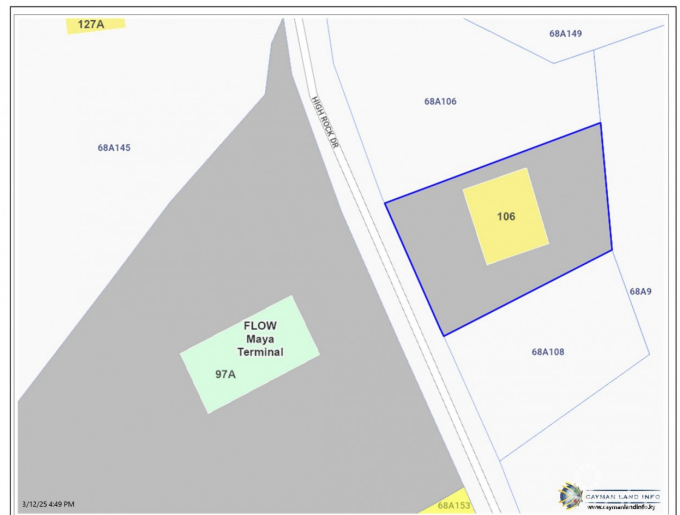 127A
68A149
68A106
HIGH ROCK DR
68A145
106
68A9
FLOW
Maya
Terminal
97A
68A108
3/12/25 4:49 PM
68A153
CAYMAN LAND INFO
www.caymanlandinfo.ky